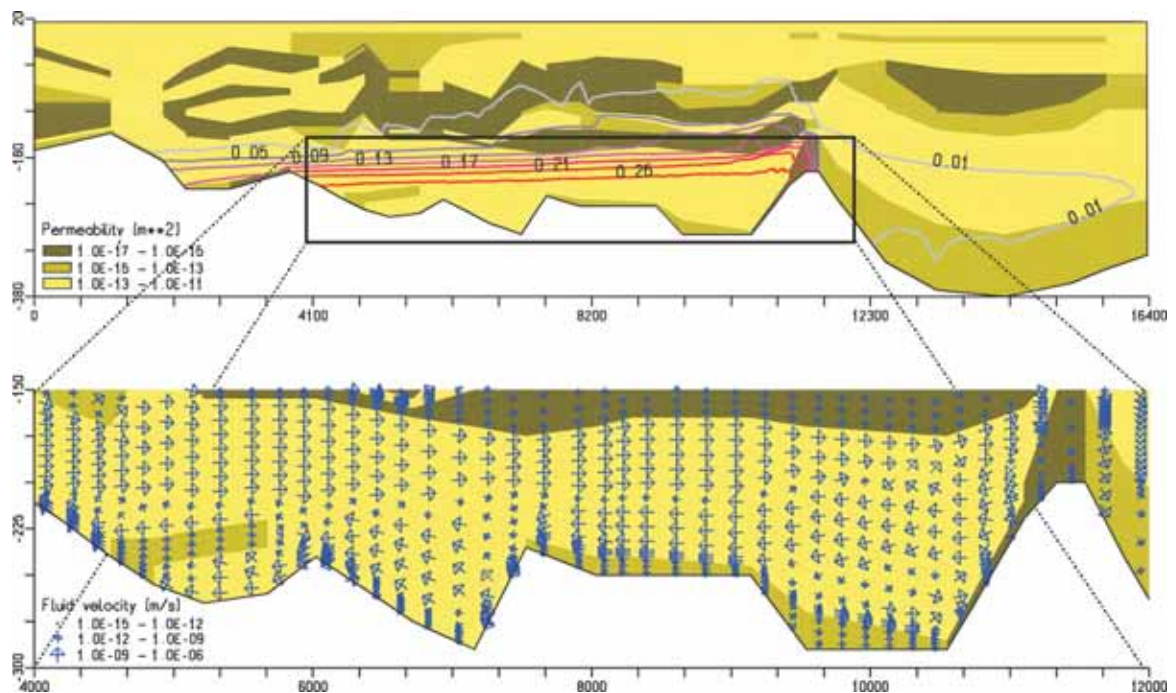 -20
0.05 0.09 0.13 0.17 0.21 0.26 0.01
-180
0.01
Permeability [m**2]
1.0E-17 - 1.0E-15
1.0E-15 - 1.0E-13
1.0E-13 - 1.0E-11
-380
0 4100 8200 12300 16400
-150
-225
Fluid velocity [m/s]
1.0E-15 - 1.0E-12
1.0E-12 - 1.0E-09
1.0E-09 - 1.0E-06
-300
4000 6000 8000 10000 12000